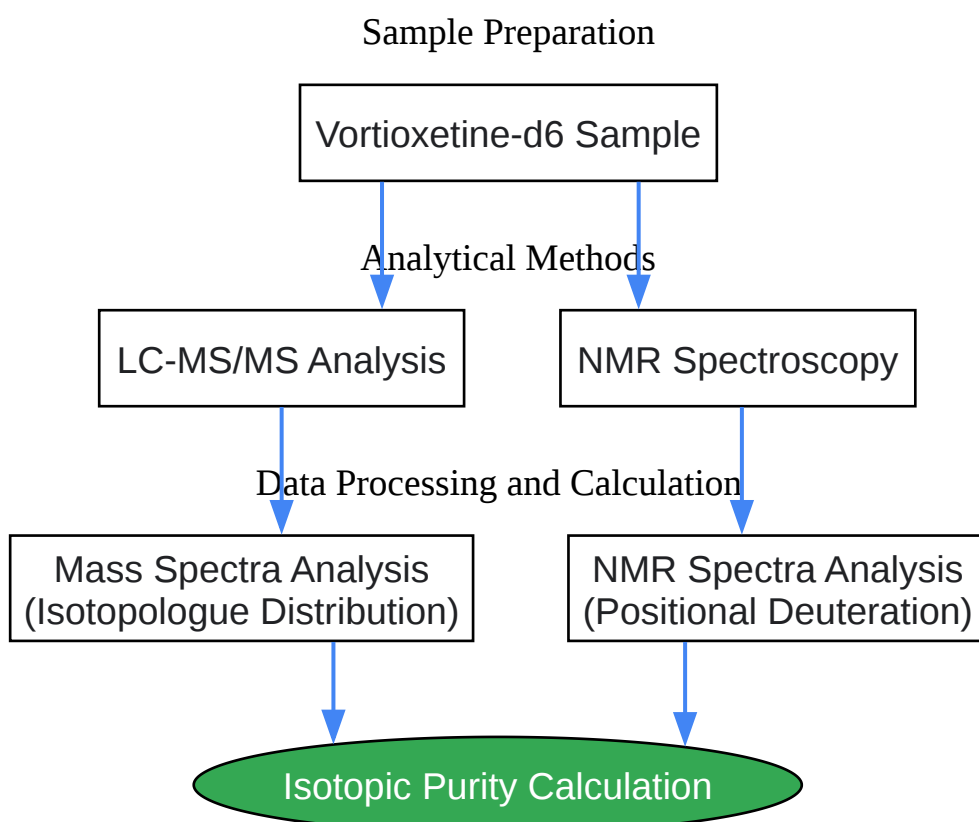 Sample Preparation
Vortioxetine-d6 Sample
Analytical Methods
LC-MS/MS Analysis
NMR Spectroscopy
Data Processing and Calculation
Mass Spectra Analysis
(Isotopologue Distribution)
NMR Spectra Analysis
(Positional Deuteration)
Isotopic Purity Calculation